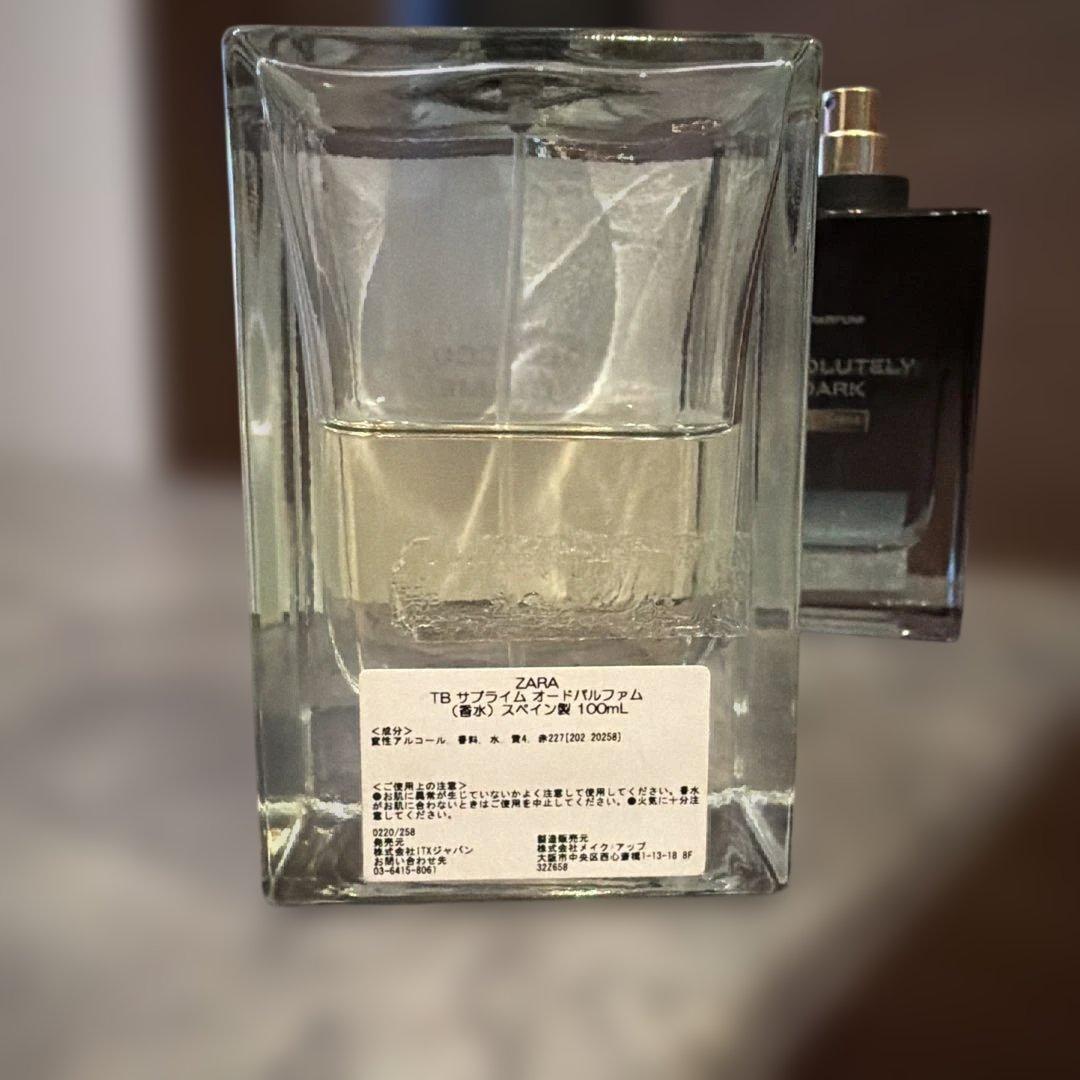 ZARA
TB サプライム オードパルファム
（香水）スペイン製 100mL
＜成分＞
変性アルコール、香料、水、黄4、赤227[202 20258]
＜ご使用上の注意＞
●お肌に異常が生じていないかよく注意して使用してください。香水
がお肌に合わないときはご使用を中止してください。●火気に十分注
意してください。
0220/258
発売元
株式会社ITXジャパン
お問い合わせ先
03-6415-8061
製造販売元
株式会社メイク・アップ
大阪市中央区西心斎橋1-13-18 8F
32Z658
OLUTELY
DARK